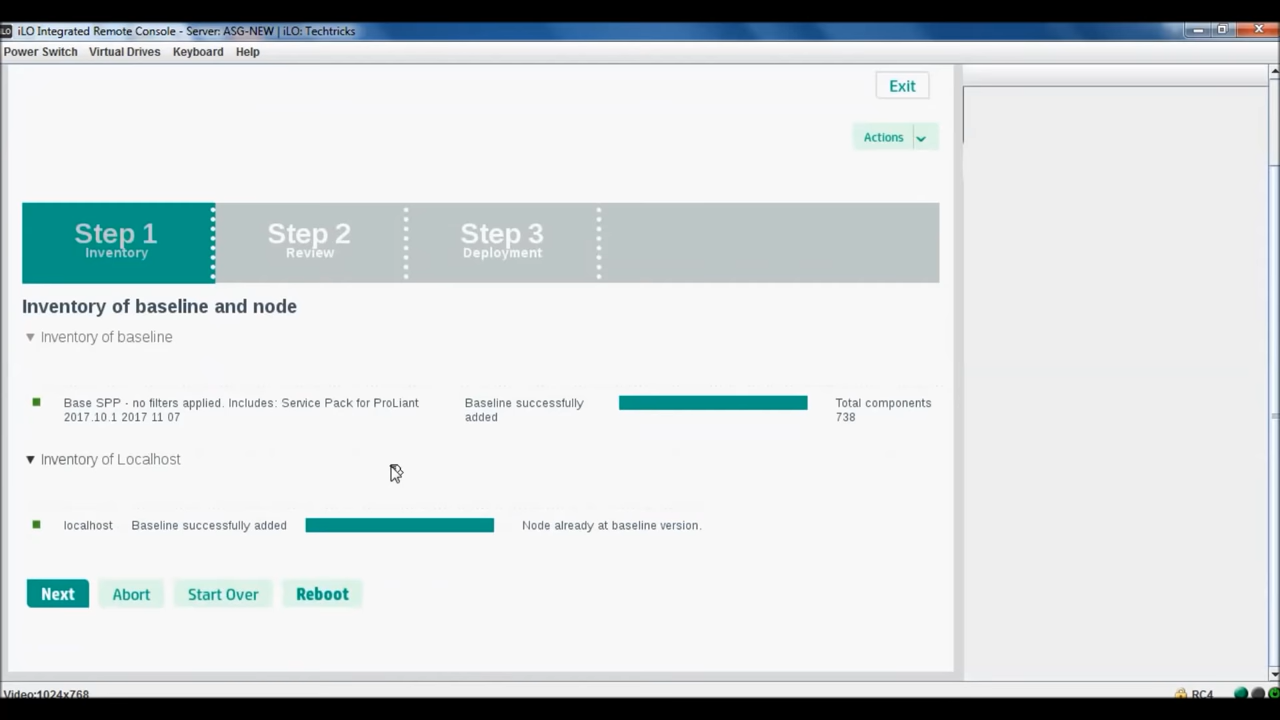 iLO Integrated Remote Console - Server: ASG-NEW | iLO: Techtricks
Power Switch Virtual Drives Keyboard Help
Exit
Actions
Step 1 Step 2 Step 3
Inventory Review Deployment
Inventory of baseline and node
Inventory of baseline
Base SPP - no filters applied. Includes: Service Pack for ProLiant
2017.10.1 2017 11 07
Baseline successfully
added
Total components
738
Inventory of Localhost
localhost Baseline successfully added Node already at baseline version.
Next Abort Start Over Reboot
Video:1024x768 RC4